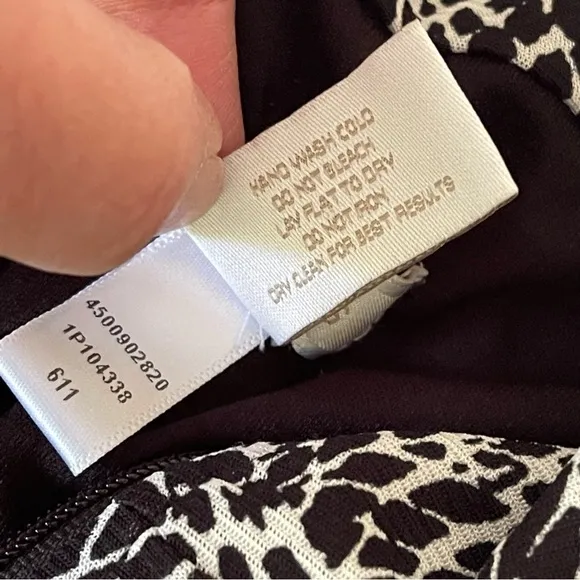 HAND WASH COLD
DO NOT BLEACH
LAY FLAT TO DRY
DO NOT IRON
DRY CLEAN FOR BEST RESULTS
4500902820
1P104338
611